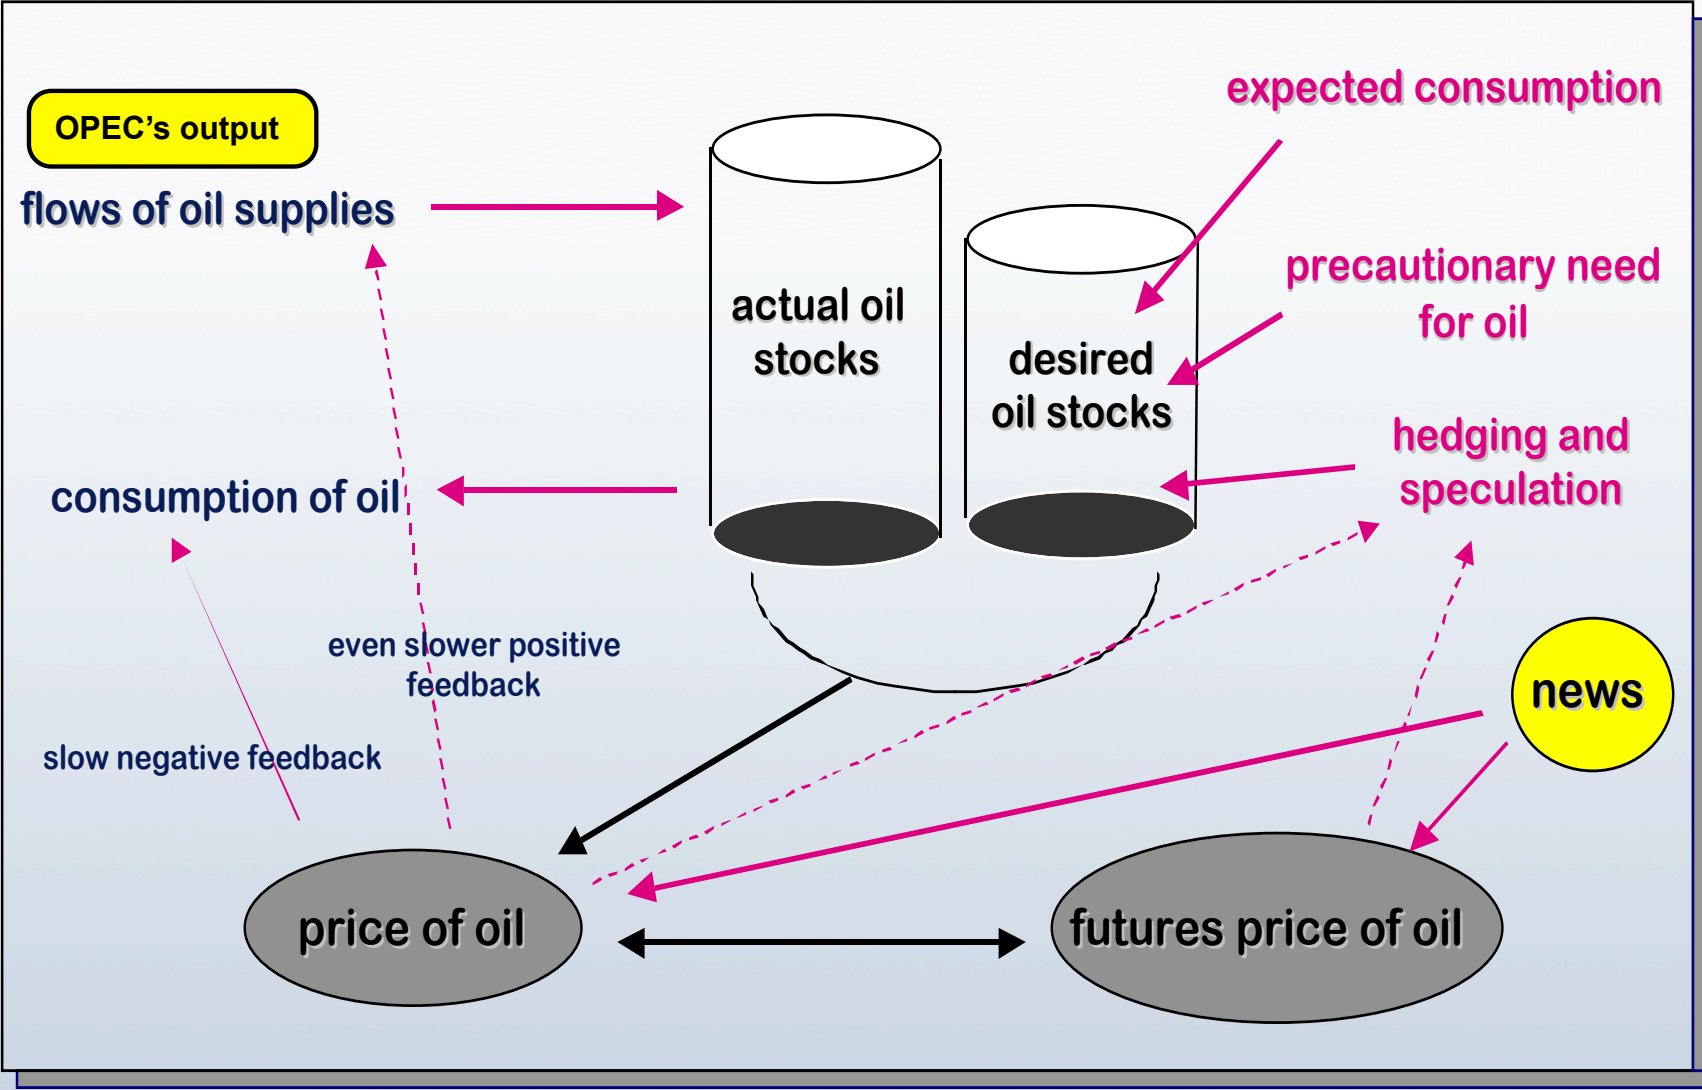 OPEC's output
flows of oil supplies
consumption of oil
even slower positive
feedback
slow negative feedback
actual oil
stocks
desired
oil stocks
expected consumption
precautionary need
for oil
hedging and
speculation
news
price of oil
futures price of oil